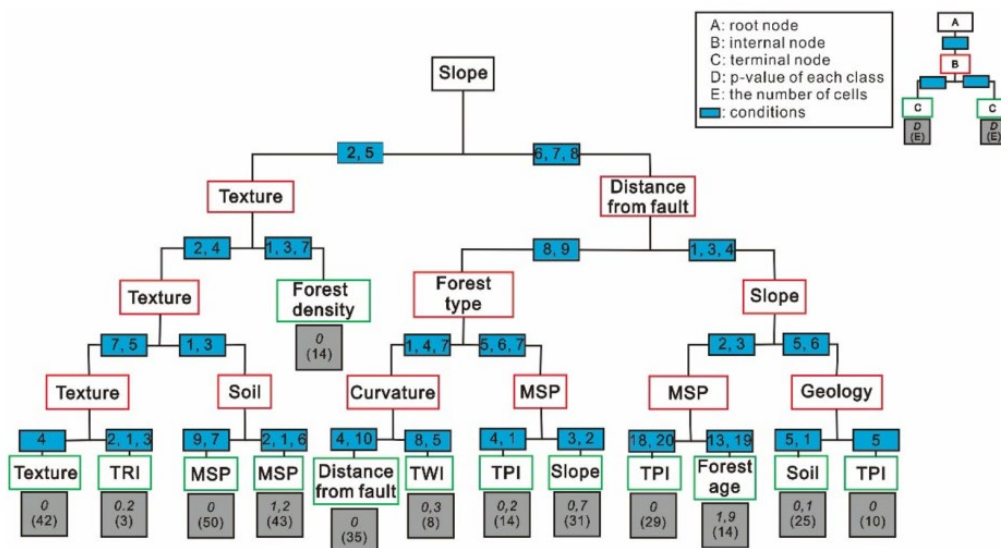 A: root node
B: internal node
C: terminal node
D: p-value of each class
E: the number of cells
: conditions
A
B
C
C
D
(E)
D
(E)
Slope
2, 5
6, 7, 8
Texture
Distance
from fault
2, 4
1, 3, 7
8, 9
1, 3, 4
Texture
Forest
density
Forest
type
Slope
0
(14)
7, 5
1, 3
1, 4, 7
5, 6, 7
2, 3
5, 6
Texture
Soil
Curvature
MSP
MSP
Geology
4
2, 1, 3
9, 7
2, 1, 6
4, 10
8, 5
4, 1
3, 2
18, 20
13, 19
5, 1
5
Texture
TRI
MSP
MSP
Distance
from fault
TWI
TPI
Slope
TPI
Forest
age
Soil
TPI
0
(42)
0.2
(3)
0
(50)
1,2
(43)
0
(35)
0,3
(8)
0,2
(14)
0,7
(31)
0
(29)
1,9
(14)
0,1
(25)
0
(10)